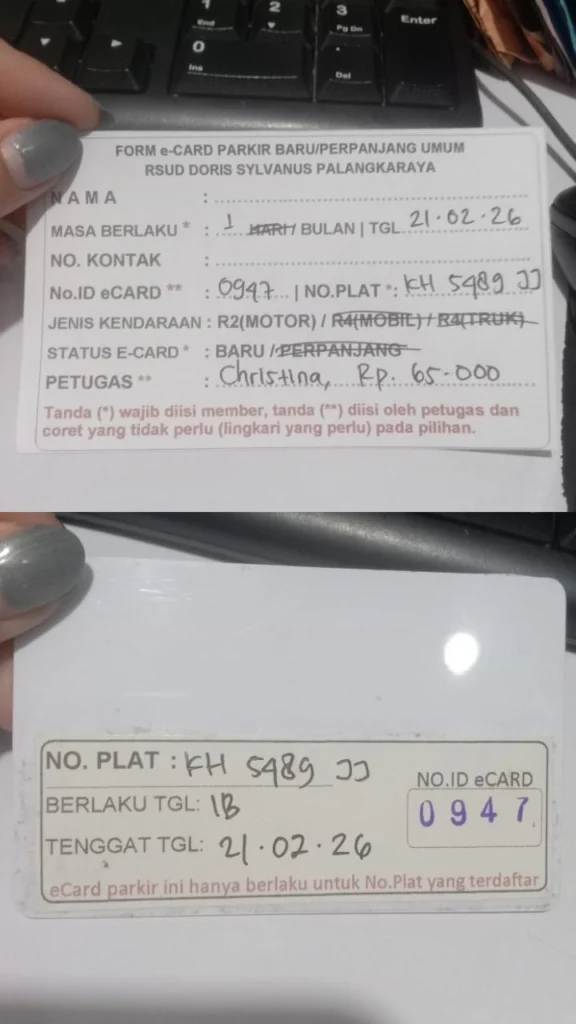 1
End
2
3
Pg Dn
Enter
0
Ins
.
Del
FORM e-CARD PARKIR BARU/PERPANJANG UMUM
RSUD DORIS SYLVANUS PALANGKARAYA
NAMA :
MASA BERLAKU * : 1 HARI / BULAN | TGL 21.02.26
NO. KONTAK :
No.ID eCARD ** : 0947 | NO.PLAT *: KH 5489 JJ
JENIS KENDARAAN : R2(MOTOR) / R4(MOBIL) / R4(TRUK)
STATUS E-CARD * : BARU / PERPANJANG
PETUGAS ** : Christina, Rp. 65.000
Tanda (*) wajib diisi member, tanda (**) diisi oleh petugas dan
coret yang tidak perlu (lingkari yang perlu) pada pilihan.
NO. PLAT : KH 5489 JJ
NO.ID eCARD
BERLAKU TGL: 1B
0947
TENGGAT TGL: 21.02.26
eCard parkir ini hanya berlaku untuk No.Plat yang terdaftar